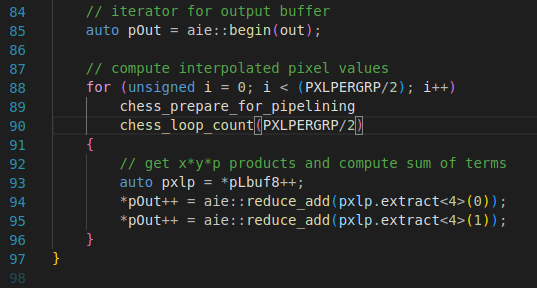 84 // iterator for output buffer
85 auto pOut = aie::begin(out);
86
87 // compute interpolated pixel values
88 for (unsigned i = 0; i < (PXLPERGRP/2); i++)
89 chess_prepare_for_pipelining
90 chess_loop_count(PXLPERGRP/2)
91 {
92 // get x*y*p products and compute sum of terms
93 auto pxlp = *pLbuf8++;
94 *pOut++ = aie::reduce_add(pxlp.extract<4>(0));
95 *pOut++ = aie::reduce_add(pxlp.extract<4>(1));
96 }
97 }
98